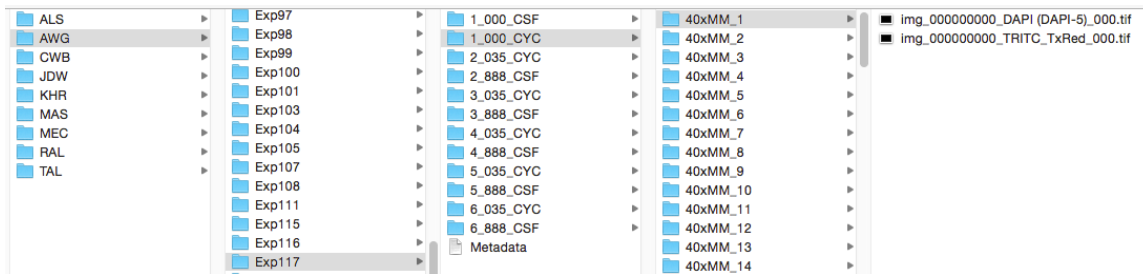 ALS
AWG
CWB
JDW
KHR
MAS
MEC
RAL
TAL
Exp97
Exp98
Exp99
Exp100
Exp101
Exp103
Exp104
Exp105
Exp107
Exp108
Exp111
Exp115
Exp116
Exp117
1_000_CSF
1_000_CYC
2_035_CYC
2_888_CSF
3_035_CYC
3_888_CSF
4_035_CYC
4_888_CSF
5_035_CYC
5_888_CSF
6_035_CYC
6_888_CSF
Metadata
40xMM_1
40xMM_2
40xMM_3
40xMM_4
40xMM_5
40xMM_6
40xMM_7
40xMM_8
40xMM_9
40xMM_10
40xMM_11
40xMM_12
40xMM_13
40xMM_14
img_000000000_DAPI (DAPI-5)_000.tif
img_000000000_TRITC_TxRed_000.tif